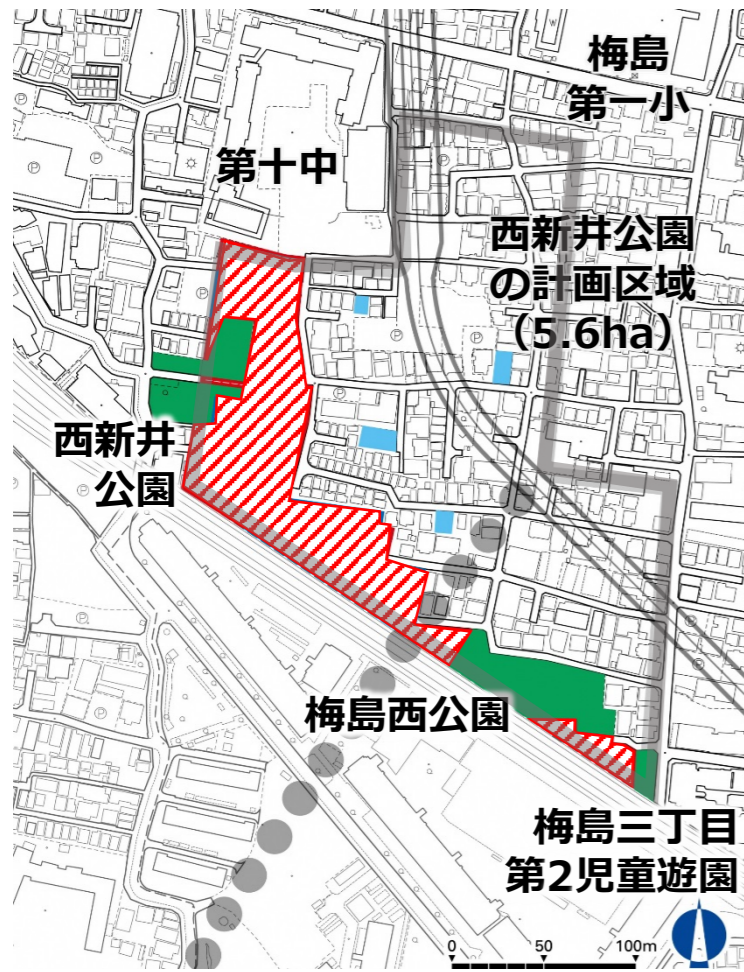 梅島
第一小
第十中
西新井公園
の計画区域
（5.6ha）
西新井
公園
梅島西公園
梅島三丁目
第2児童遊園
0 50 100m